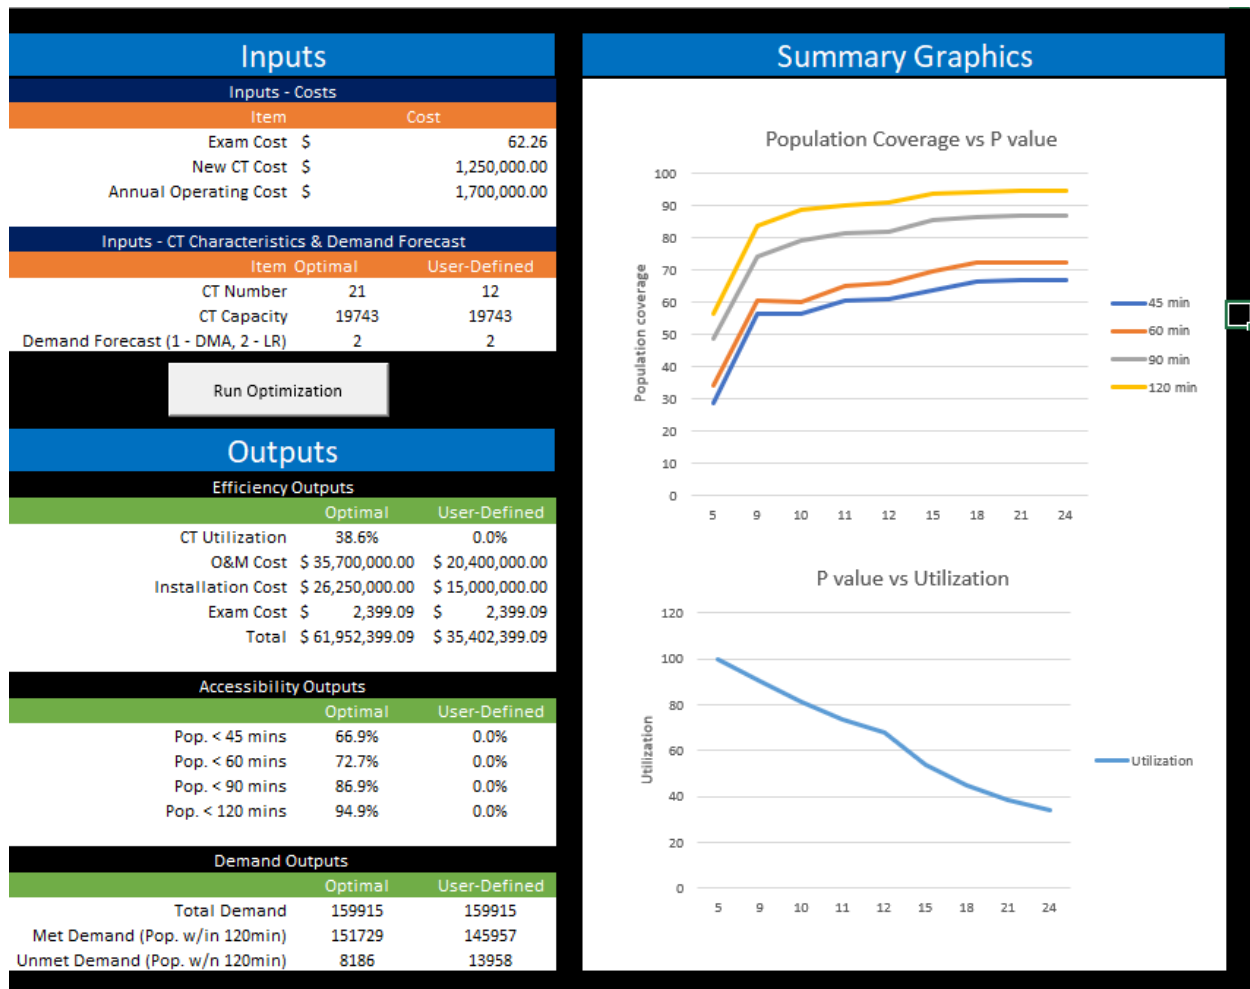 Inputs
Inputs - Costs
Item Cost
Exam Cost $ 62.26
New CT Cost $ 1,250,000.00
Annual Operating Cost $ 1,700,000.00
Inputs - CT Characteristics & Demand Forecast
Item Optimal User-Defined
CT Number 21 12
CT Capacity 19743 19743
Demand Forecast (1 - DMA, 2 - LR) 2 2
Run Optimization
Outputs
Efficiency Outputs
Optimal User-Defined
CT Utilization 38.6% 0.0%
O&M Cost $ 35,700,000.00 $ 20,400,000.00
Installation Cost $ 26,250,000.00 $ 15,000,000.00
Exam Cost $ 2,399.09 $ 2,399.09
Total $ 61,952,399.09 $ 35,402,399.09
Accessibility Outputs
Optimal User-Defined
Pop. < 45 mins 66.9% 0.0%
Pop. < 60 mins 72.7% 0.0%
Pop. < 90 mins 86.9% 0.0%
Pop. < 120 mins 94.9% 0.0%
Demand Outputs
Optimal User-Defined
Total Demand 159915 159915
Met Demand (Pop. w/in 120min) 151729 145957
Unmet Demand (Pop. w/n 120min) 8186 13958
Summary Graphics
Population Coverage vs P value
Population coverage
100
90
80
70
60
50
40
30
20
10
0
5 9 10 11 12 15 18 21 24
45 min
60 min
90 min
120 min
P value vs Utilization
Utilization
120
100
80
60
40
20
0
5 9 10 11 12 15 18 21 24
Utilization